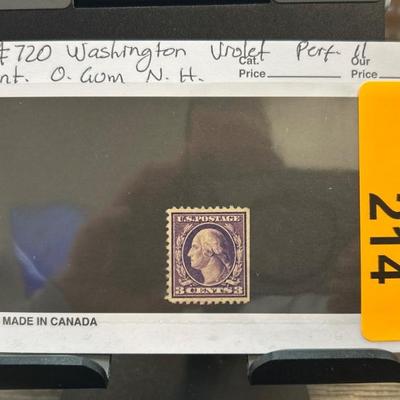 #720 Washington Violet Perf. 11
nt. O. Gum N. H.
Cat. Price
Our Price
U.S. POSTAGE
3 CENTS 3
MADE IN CANADA
214